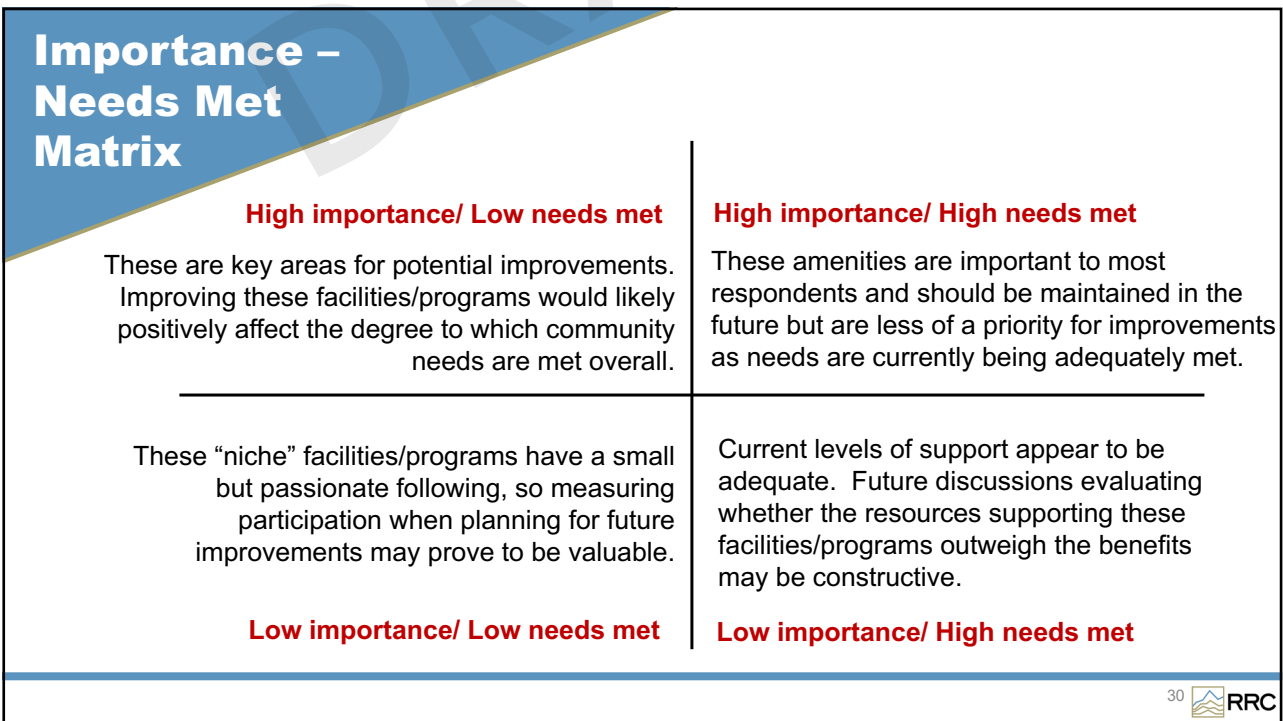 Importance –
Needs Met
Matrix
High importance/ Low needs met
These are key areas for potential improvements.
Improving these facilities/programs would likely
positively affect the degree to which community
needs are met overall.
High importance/ High needs met
These amenities are important to most
respondents and should be maintained in the
future but are less of a priority for improvements
as needs are currently being adequately met.
These “niche” facilities/programs have a small
but passionate following, so measuring
participation when planning for future
improvements may prove to be valuable.
Low importance/ Low needs met
Current levels of support appear to be
adequate.  Future discussions evaluating
whether the resources supporting these
facilities/programs outweigh the benefits
may be constructive.
Low importance/ High needs met
30
RRC